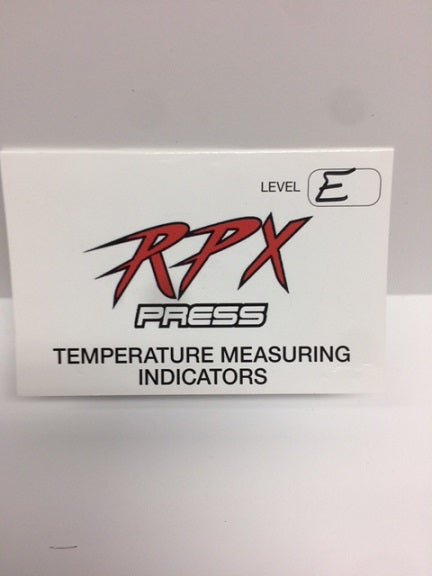 LEVEL E
RPX
PRESS
TEMPERATURE MEASURING
INDICATORS